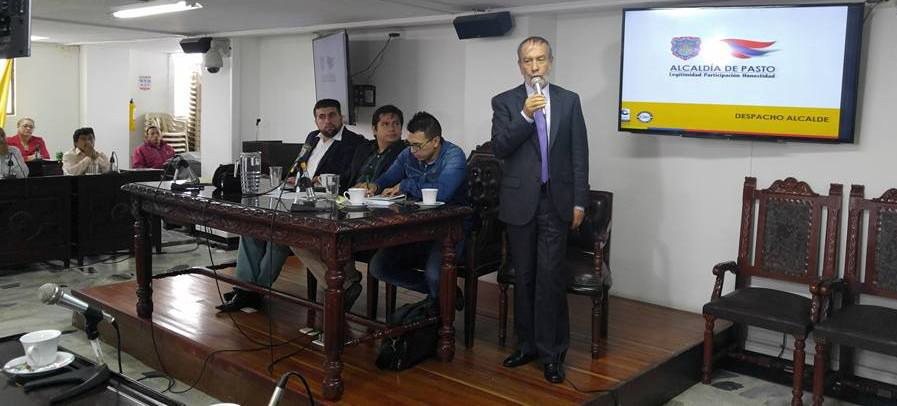 ALCALDÍA DE PASTO
Legitimidad Participación Honestidad
DESPACHO ALCALDE